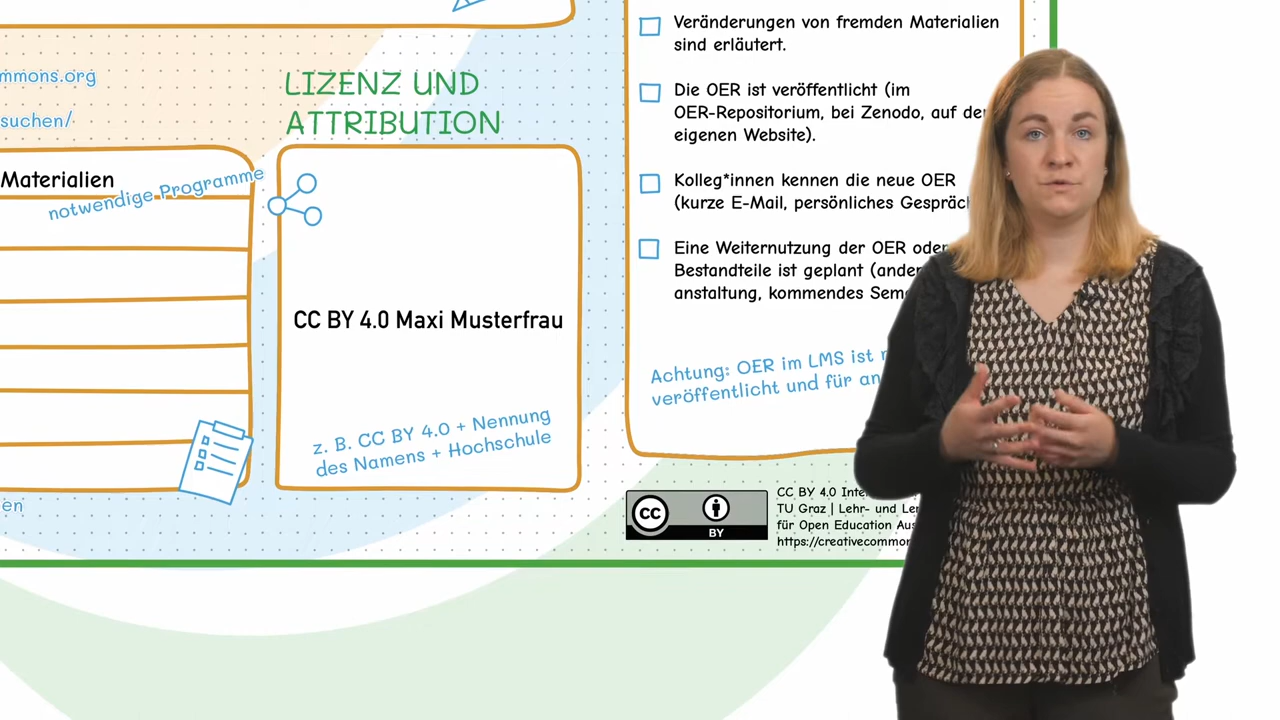 mmons.org
suchen/
Materialien
notwendige Programme
en
LIZENZ UND
ATTRIBUTION
CC BY 4.0 Maxi Musterfrau
z. B. CC BY 4.0 + Nennung
des Namens + Hochschule
Veränderungen von fremden Materialien
sind erläutert.
Die OER ist veröffentlicht (im
OER-Repositorium, bei Zenodo, auf der
eigenen Website).
Kolleg*innen kennen die neue OER
(kurze E-Mail, persönliches Gespräch
Eine Weiternutzung der OER oder
Bestandteile ist geplant (ander
anstaltung, kommendes Seme
Achtung: OER im LMS ist
veröffentlicht und für an
CC
BY
CC BY 4.0 Inte
TU Graz | Lehr- und Ler
für Open Education Aus
https://creativecommon